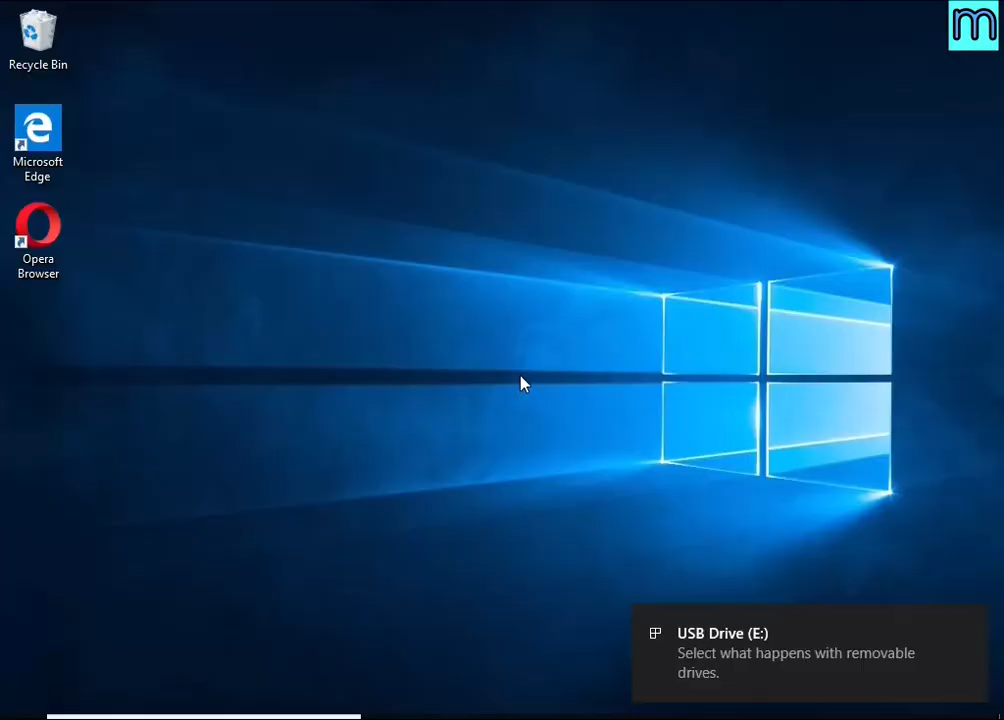 Recycle Bin
Microsoft
Edge
Opera
Browser
m
USB Drive (E:)
Select what happens with removable
drives.